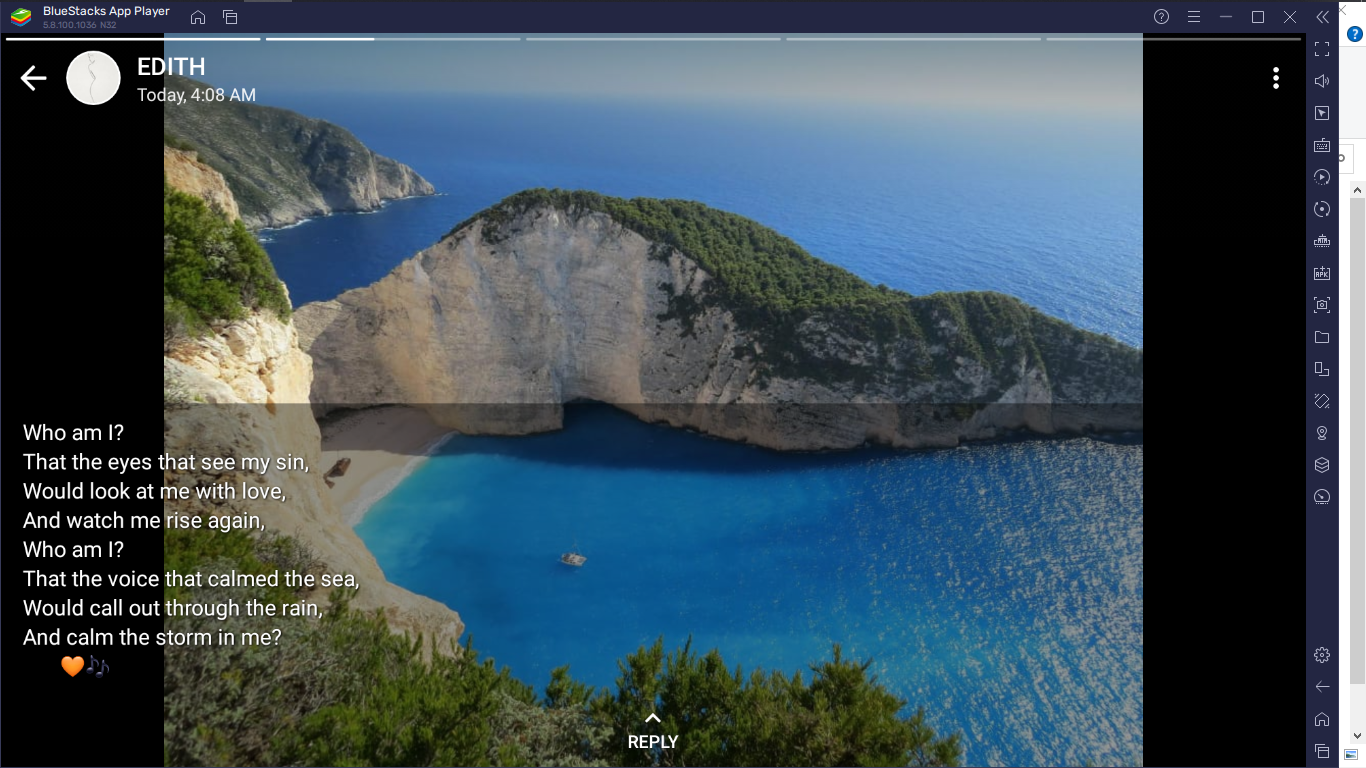 BlueStacks App Player
5.8.100.1036 N32
EDITH
Today, 4:08 AM
Who am I?
That the eyes that see my sin,
Would look at me with love,
And watch me rise again,
Who am I?
That the voice that calmed the sea,
Would call out through the rain,
And calm the storm in me?
🧡🎶
REPLY